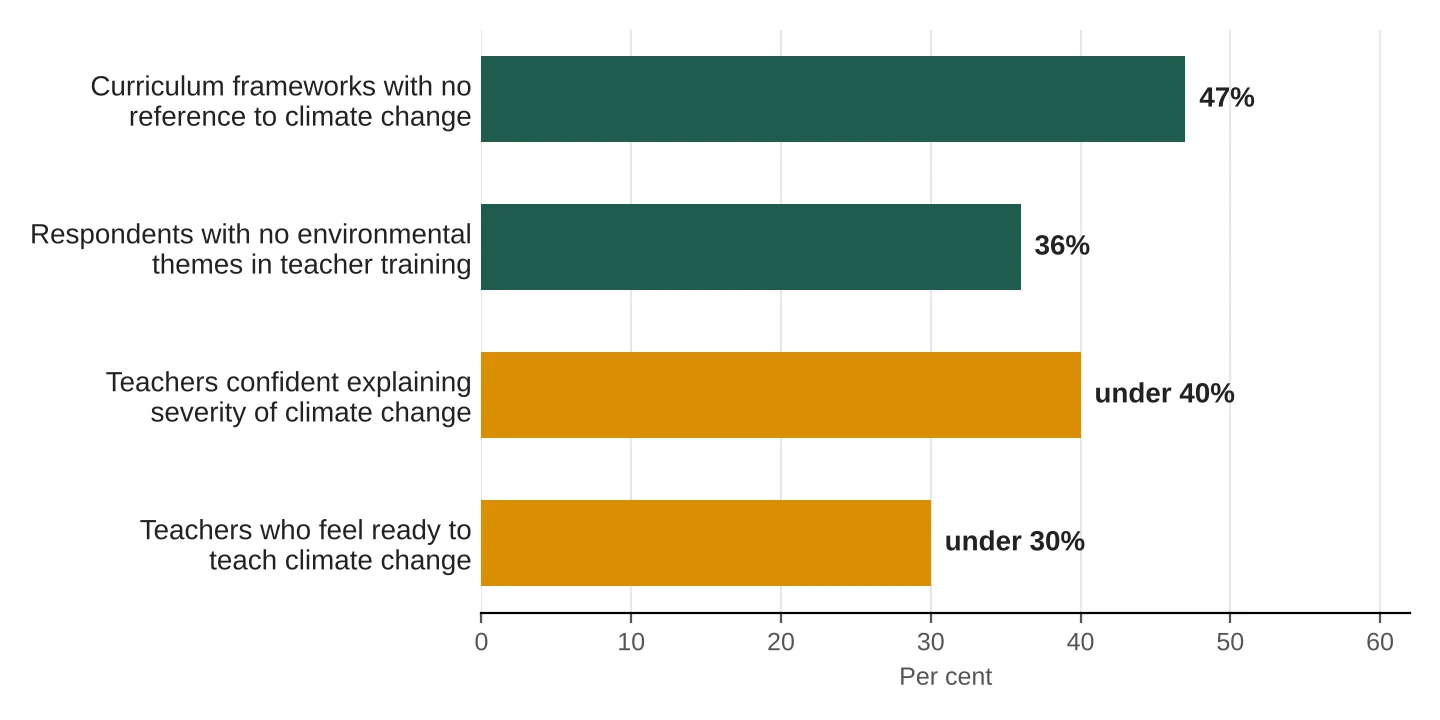 Curriculum frameworks with no
reference to climate change
47%
Respondents with no environmental
themes in teacher training
36%
Teachers confident explaining
severity of climate change
under 40%
Teachers who feel ready to
teach climate change
under 30%
0 10 20 30 40 50 60
Per cent